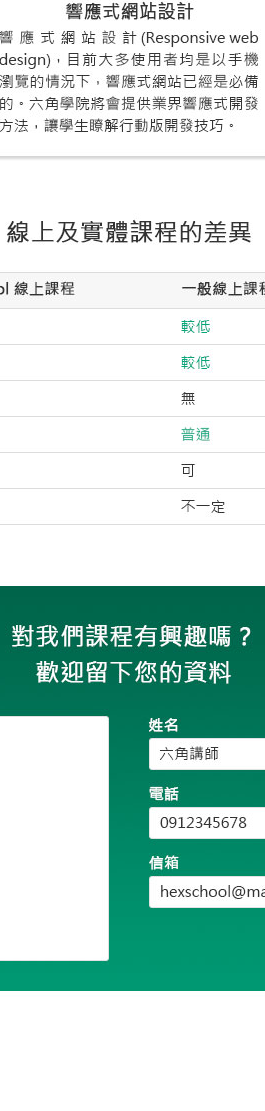 響應式網站設計
響應式網站設計(Responsive web
design)，目前大多使用者均是以手機
瀏覽的情況下，響應式網站已經是必備
的。六角學院將會提供業界響應式開發
方法，讓學生瞭解行動版開發技巧。
線上及實體課程的差異
ol 線上課程 一般線上課程
較低
較低
無
普通
可
不一定
對我們課程有興趣嗎？
歡迎留下您的資料
姓名
六角講師
電話
0912345678
信箱
hexschool@ma